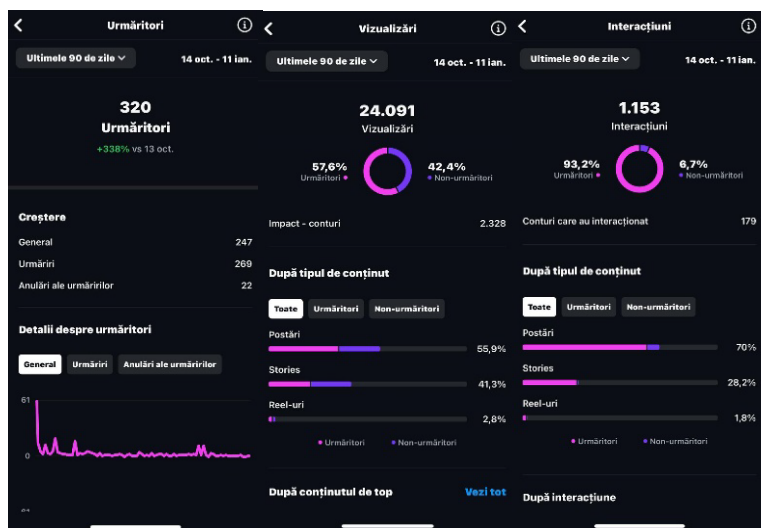 Urmăritori
Ultimele 90 de zile
14 oct. - 11 ian.
320
Urmăritori
+338% vs 13 oct.
Creștere
General 247
Urmăriri 269
Anulări ale urmăririlor 22
Detalii despre urmăritori
General Urmăriri Anulări ale urmăririlor
61
0
Vizualizări
Ultimele 90 de zile
14 oct. - 11 ian.
24.091
Vizualizări
57,6% 42,4%
Urmăritori Non-urmăritori
Impact - conturi 2.328
După tipul de conținut
Toate Urmăritori Non-urmăritori
Postări
55,9%
Stories
41,3%
Reel-uri
2,8%
Urmăritori Non-urmăritori
După conținutul de top Vezi tot
Interacțiuni
Ultimele 90 de zile
14 oct. - 11 ian.
1.153
Interacțiuni
93,2% 6,7%
Urmăritori Non-urmăritori
Conturi care au interacționat 179
După tipul de conținut
Toate Urmăritori Non-urmăritori
Postări
70%
Stories
28,2%
Reel-uri
1,8%
Urmăritori Non-urmăritori
După interacțiune